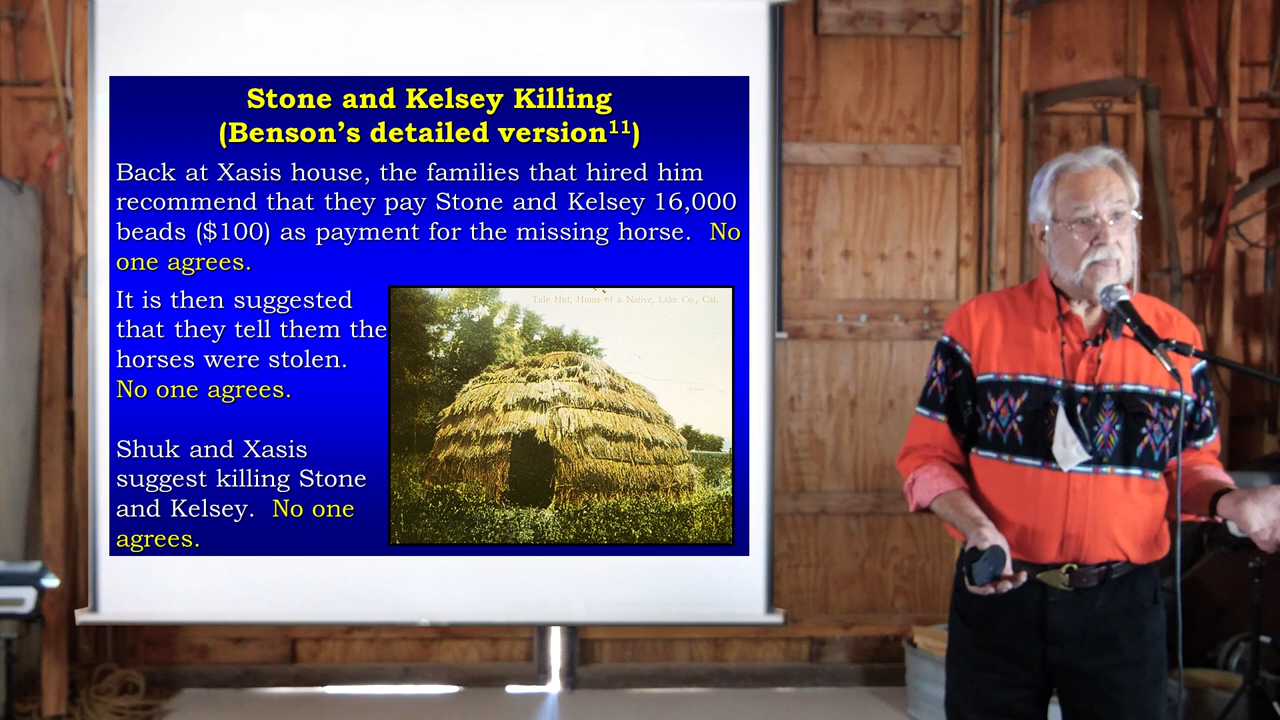 Stone and Kelsey Killing
(Benson's detailed version¹¹)
Back at Xasis house, the families that hired him
recommend that they pay Stone and Kelsey 16,000
beads ($100) as payment for the missing horse. No
one agrees.
It is then suggested
that they tell them the
horses were stolen.
No one agrees.
Shuk and Xasis
suggest killing Stone
and Kelsey. No one
agrees.
Tule Hut, Home of a Native, Lake Co., Cal.